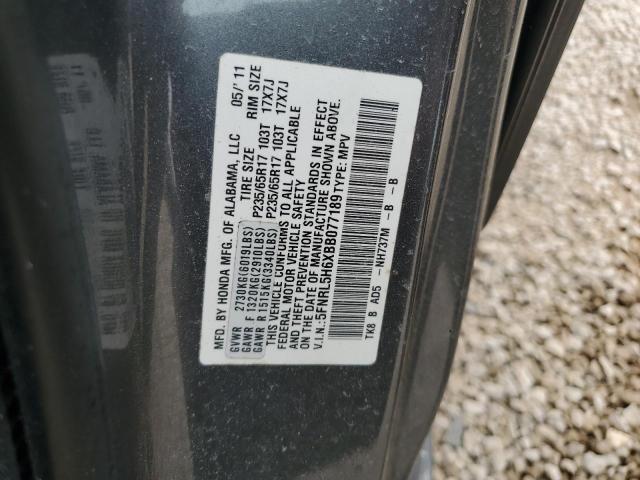 MFD. BY HONDA MFG. OF ALABAMA, LLC 05/'11
TIRE SIZE RIM SIZE
GVWR 2730KG(6019LBS)
GAWR F 1320KG(2910LBS) P235/65R17 103T 17X7J
GAWR R 1515KG(3340LBS) P235/65R17 103T 17X7J
THIS VEHICLE CONFORMS TO ALL APPLICABLE
FEDERAL MOTOR VEHICLE SAFETY
AND THEFT PREVENTION STANDARDS IN EFFECT
ON THE DATE OF MANUFACTURE SHOWN ABOVE.
V.I.N.: 5FNRL5H6XBB077189 TYPE: MPV
TK8 B AD5 -NH737M -B -B